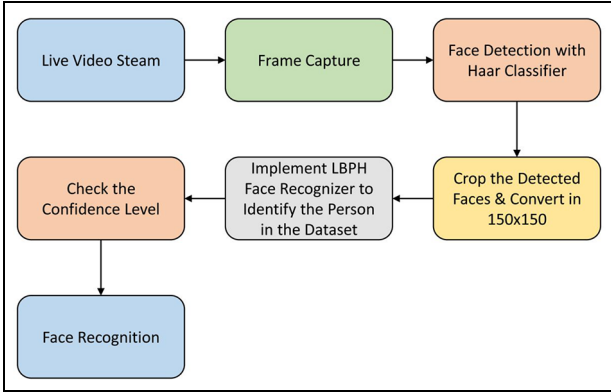 Live Video Steam
Frame Capture
Face Detection with
Haar Classifier
Crop the Detected
Faces & Convert in
150x150
Implement LBPH
Face Recognizer to
Identify the Person
in the Dataset
Check the
Confidence Level
Face Recognition